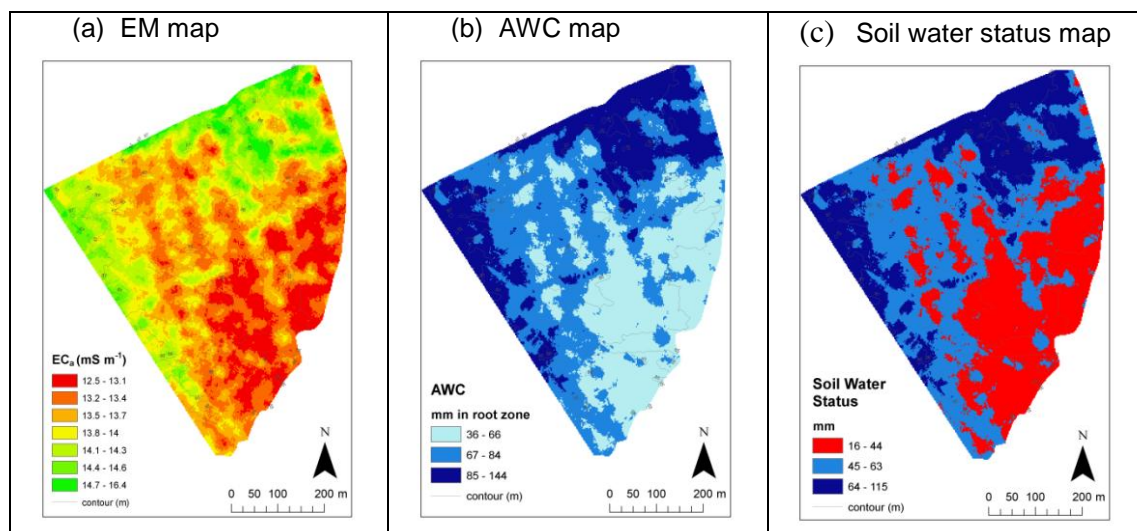 (a) EM map
ECa (mS m⁻¹)
12.5 - 13.1
13.2 - 13.4
13.5 - 13.7
13.8 - 14
14.1 - 14.3
14.4 - 14.6
14.7 - 16.4
contour (m)
N
0 50 100 200 m
(b) AWC map
AWC
mm in root zone
36 - 66
67 - 84
85 - 144
contour (m)
N
0 50 100 200 m
(c) Soil water status map
Soil Water
Status
mm
16 - 44
45 - 63
64 - 115
contour (m)
N
0 50 100 200 m